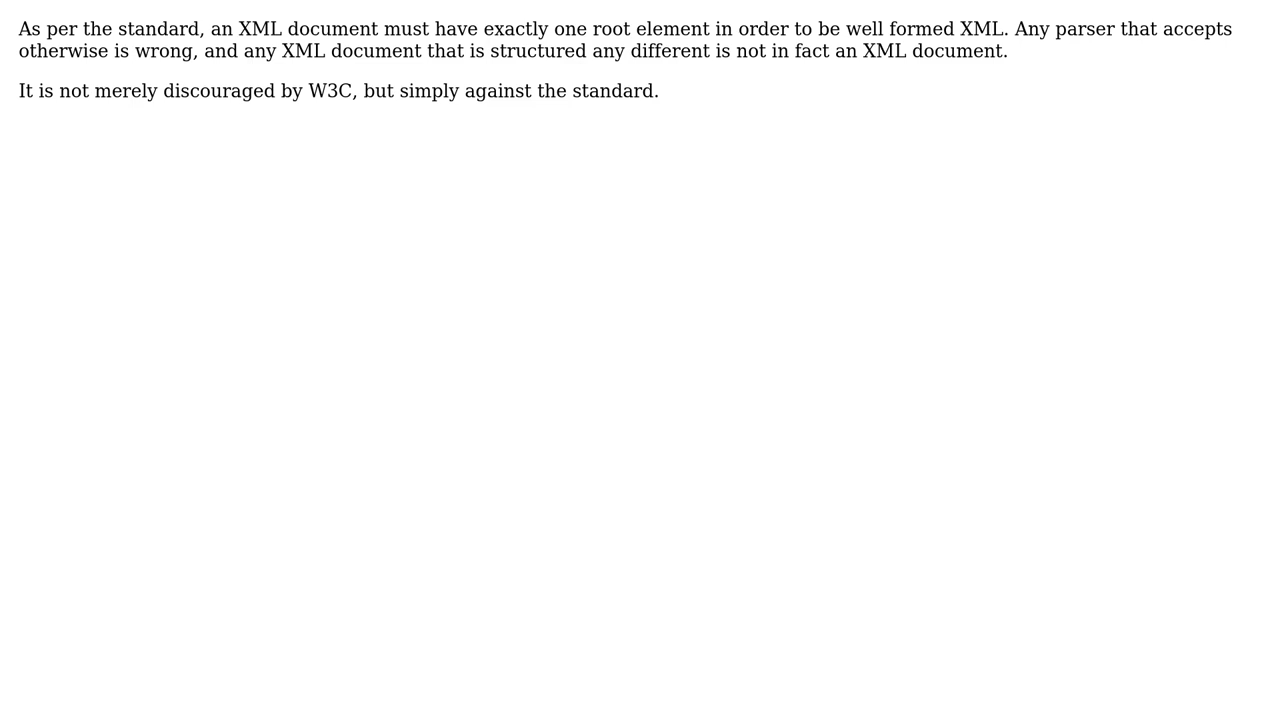 As per the standard, an XML document must have exactly one root element in order to be well formed XML. Any parser that accepts
otherwise is wrong, and any XML document that is structured any different is not in fact an XML document.
It is not merely discouraged by W3C, but simply against the standard.